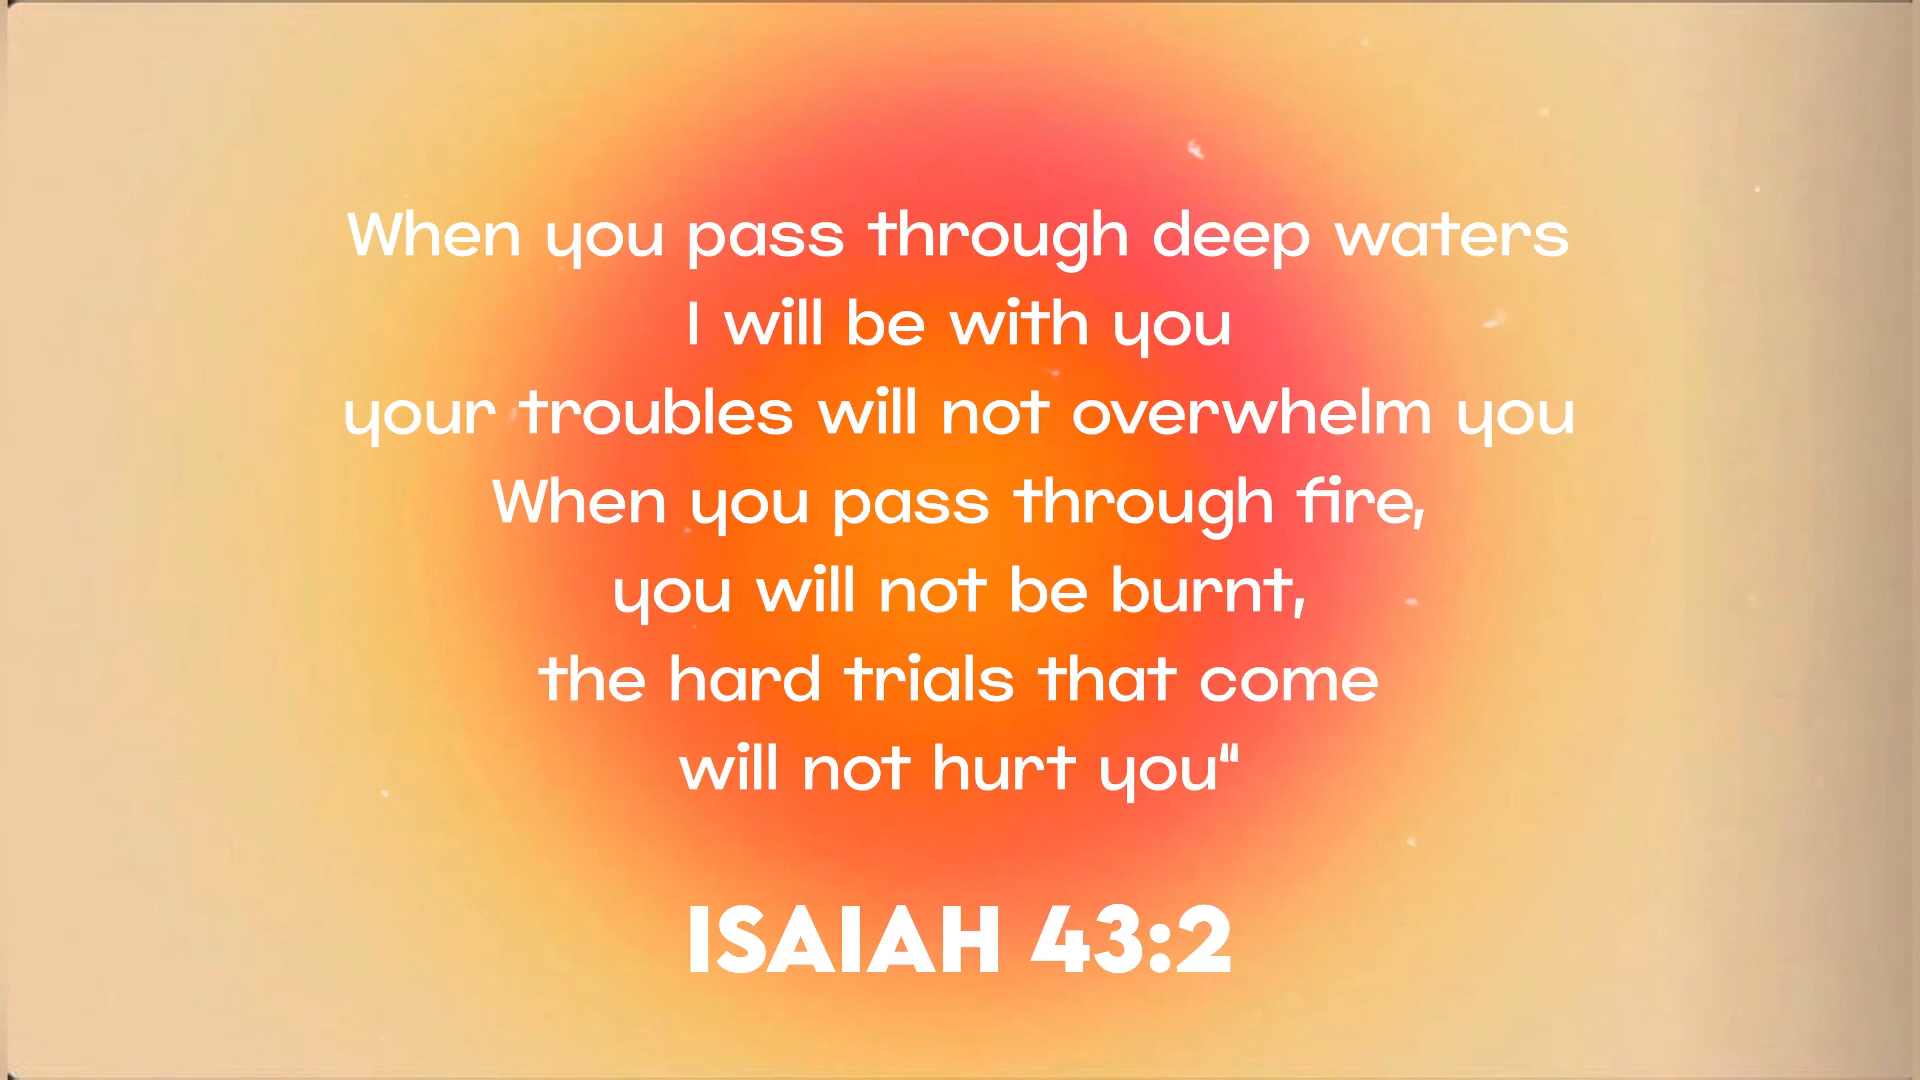 When you pass through deep waters
I will be with you
your troubles will not overwhelm you
When you pass through fire,
you will not be burnt,
the hard trials that come
will not hurt you“
ISAIAH 43:2